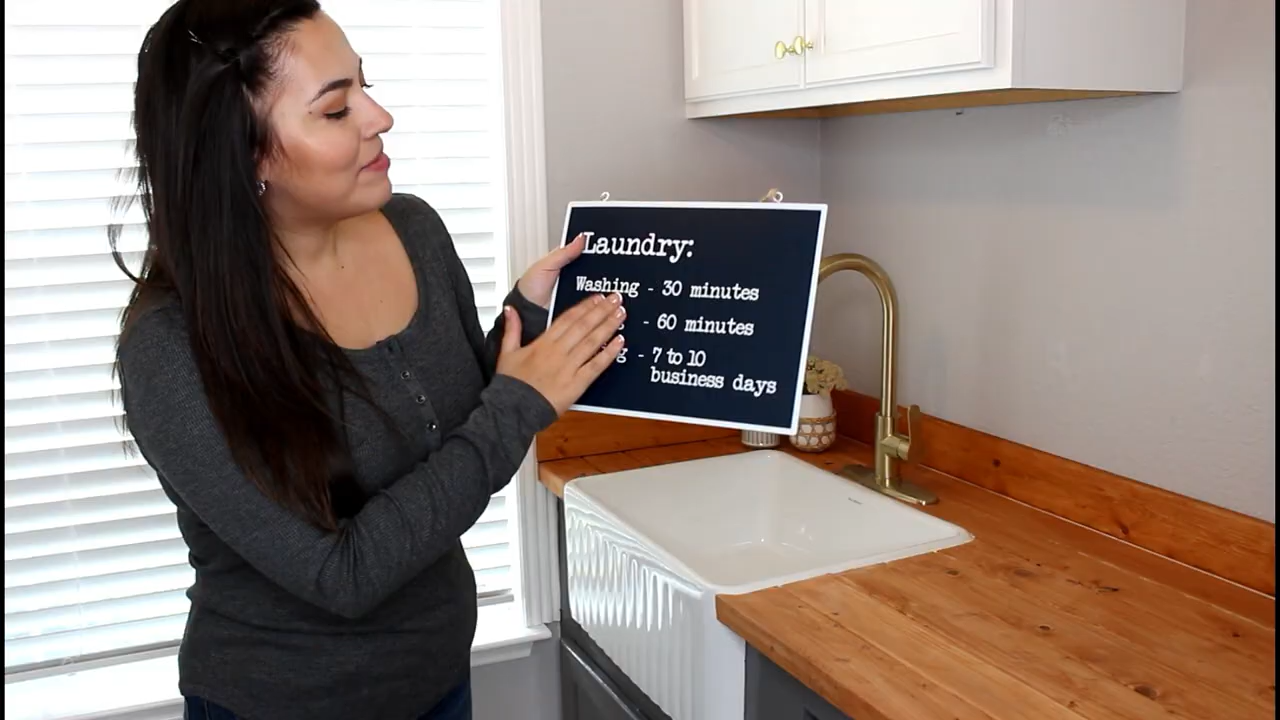 Laundry:
Washing - 30 minutes
- 60 minutes
- 7 to 10
business days